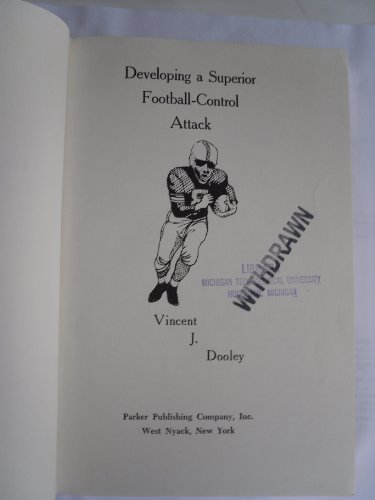 Developing a Superior
Football-Control
Attack
WITHDRAWN
MICHIGAN TECHNOLOGICAL UNIVERSITY
MICHIGAN
Vincent
J.
Dooley
Parker Publishing Company, Inc.
West Nyack, New York